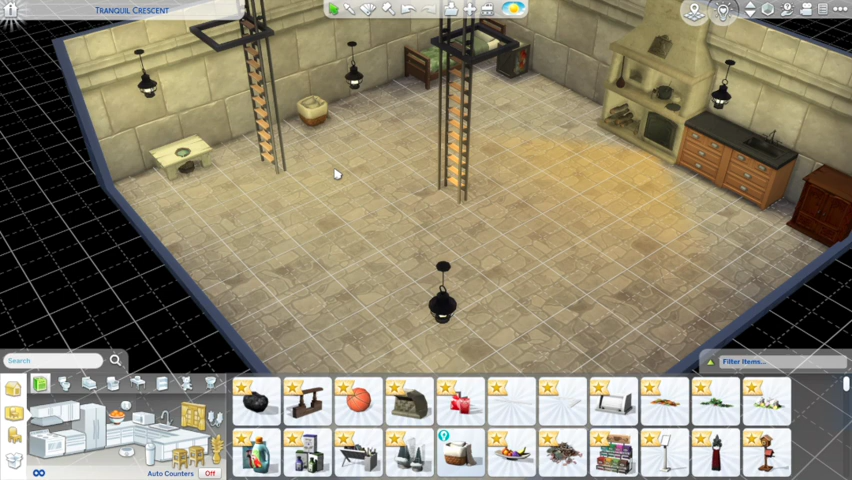 TRANQUIL CRESCENT
Search
Filter Items...
Auto Counters
Off